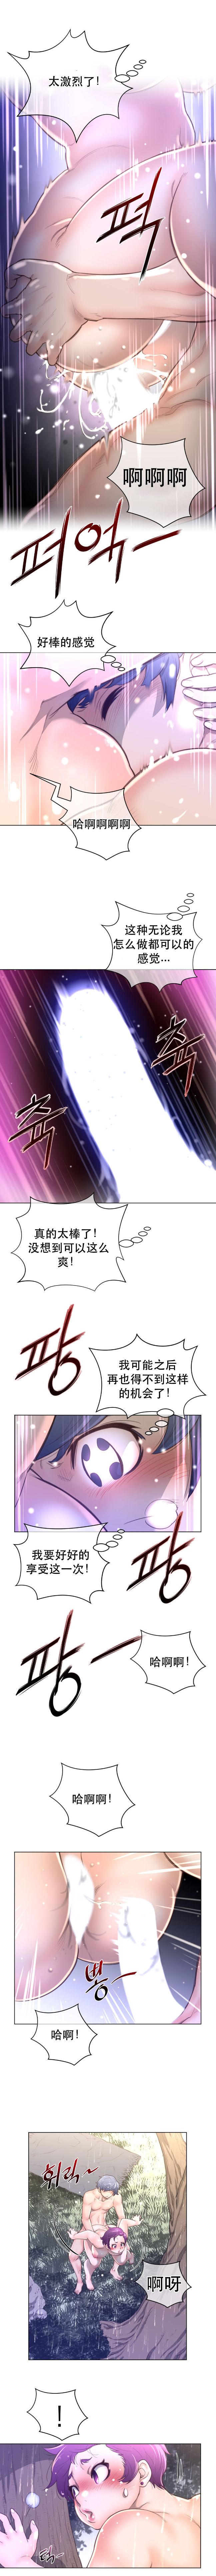 太激烈了!
퍽
啊啊啊
퍼억-
好棒的感觉
哈啊啊啊啊
这种无论我
怎么做都可以的
感觉...
축
축
真的太棒了!
没想到可以这么
爽!
팡
我可能之后
再也得不到这样
的机会了!
我要好好的
享受这一次!
팡
팡-
哈啊啊!
哈啊啊!
뽕~
哈啊!
휘릭~
啊呀
!
턱-